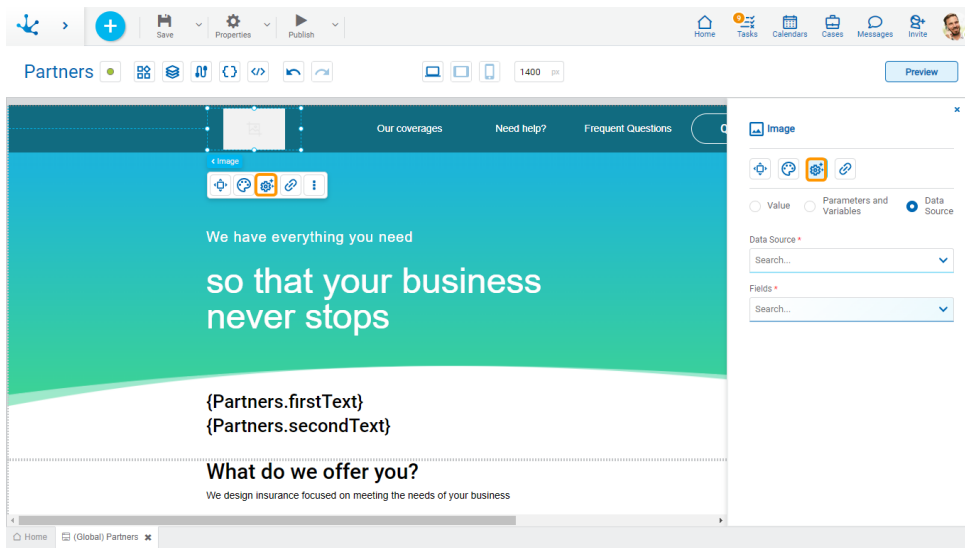 Save
Properties
Publish
Home
9
Tasks
Calendars
Cases
Messages
Invite
Partners
1400 px
Preview
Our coverages
Need help?
Frequent Questions
Q
Image
We have everything you need
so that your business
never stops
{Partners.firstText}
{Partners.secondText}
What do we offer you?
We design insurance focused on meeting the needs of your business
Image
Value
Parameters and
Variables
Data
Source
Data Source *
Search...
Fields *
Search...
Home
(Global) Partners